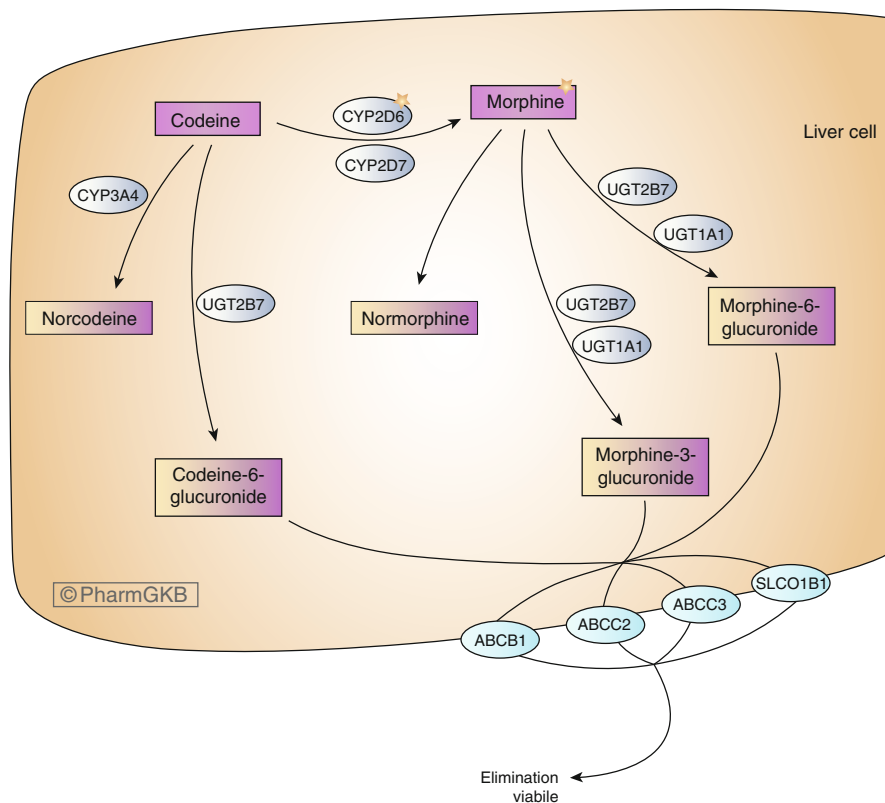 Codeine
CYP2D6
CYP2D7
Morphine
Liver cell
CYP3A4
UGT2B7
UGT1A1
Norcodeine
UGT2B7
Normorphine
UGT2B7
UGT1A1
Morphine-6-
glucuronide
Codeine-6-
glucuronide
Morphine-3-
glucuronide
©PharmGKB
ABCB1
ABCC2
ABCC3
SLCO1B1
Elimination
viabile